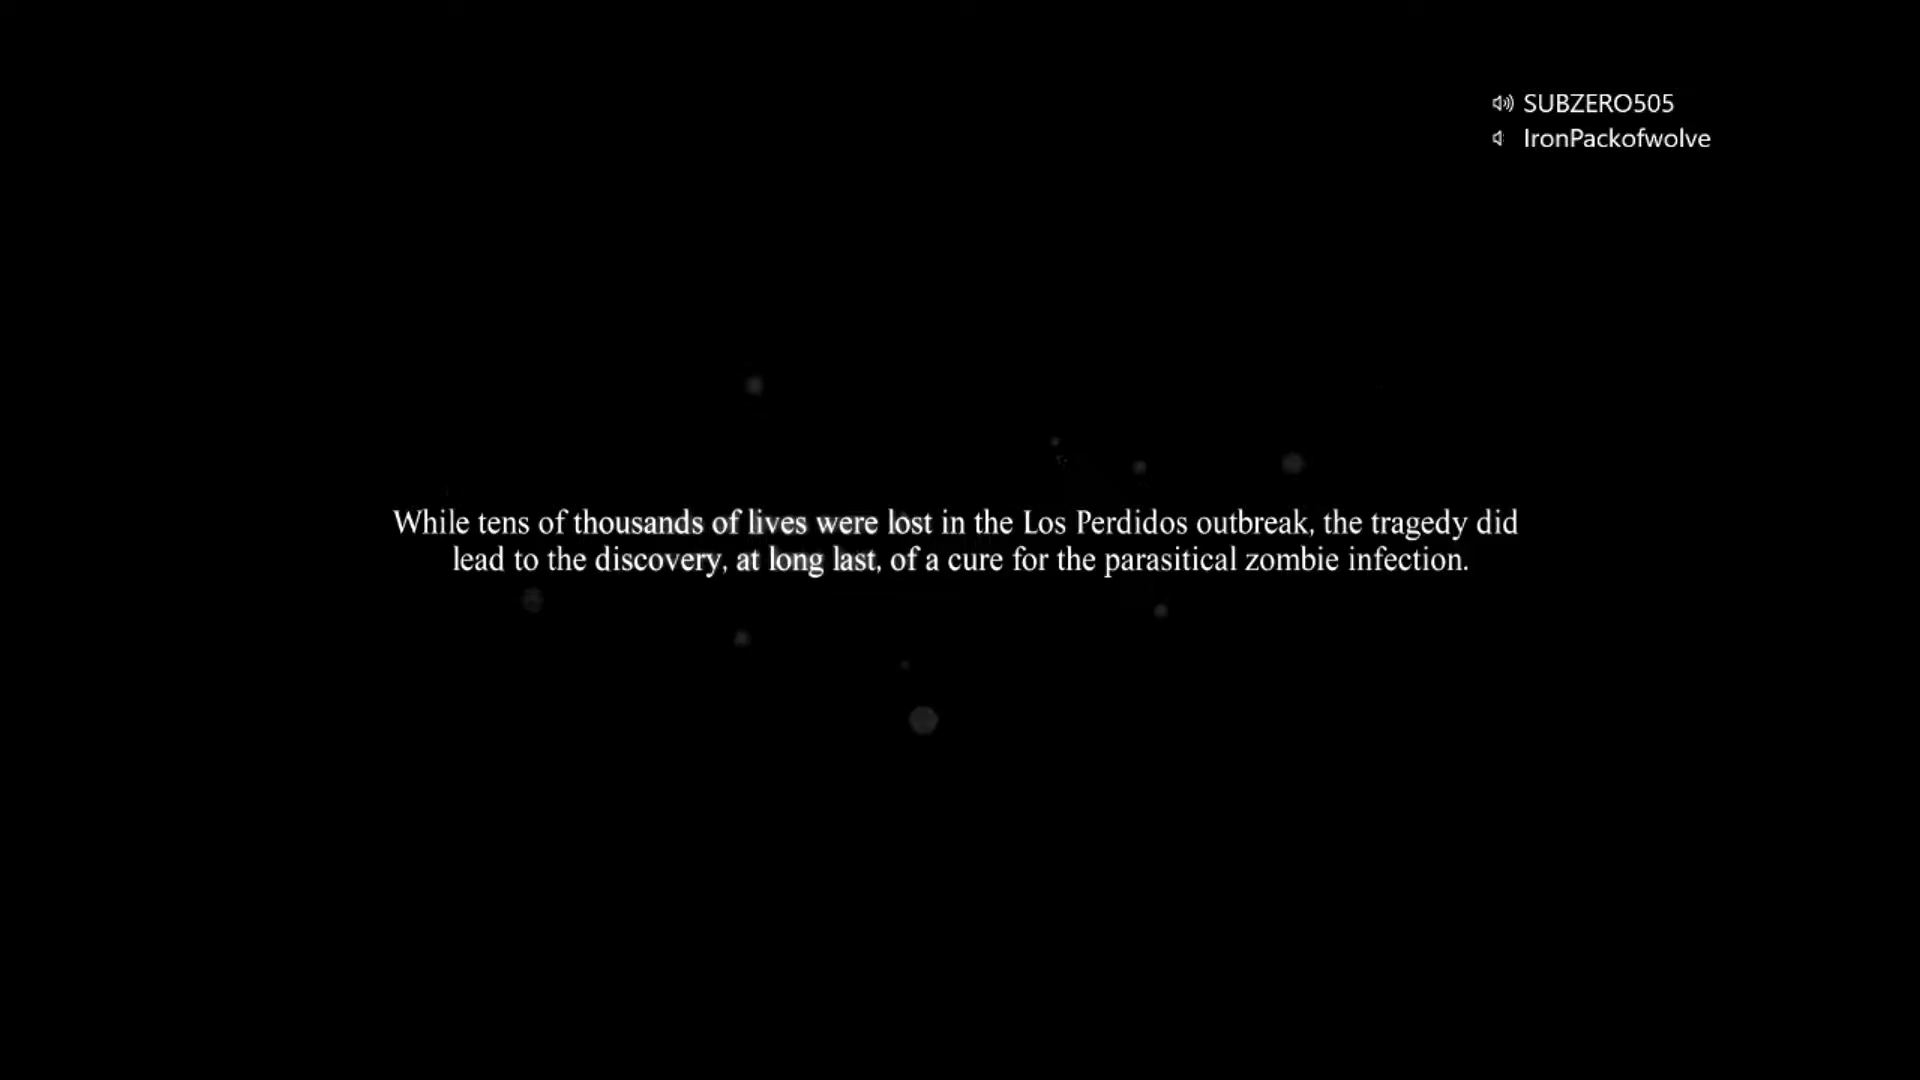 SUBZERO505
IronPackofwolve
While tens of thousands of lives were lost in the Los Perdidos outbreak, the tragedy did
lead to the discovery, at long last, of a cure for the parasitical zombie infection.